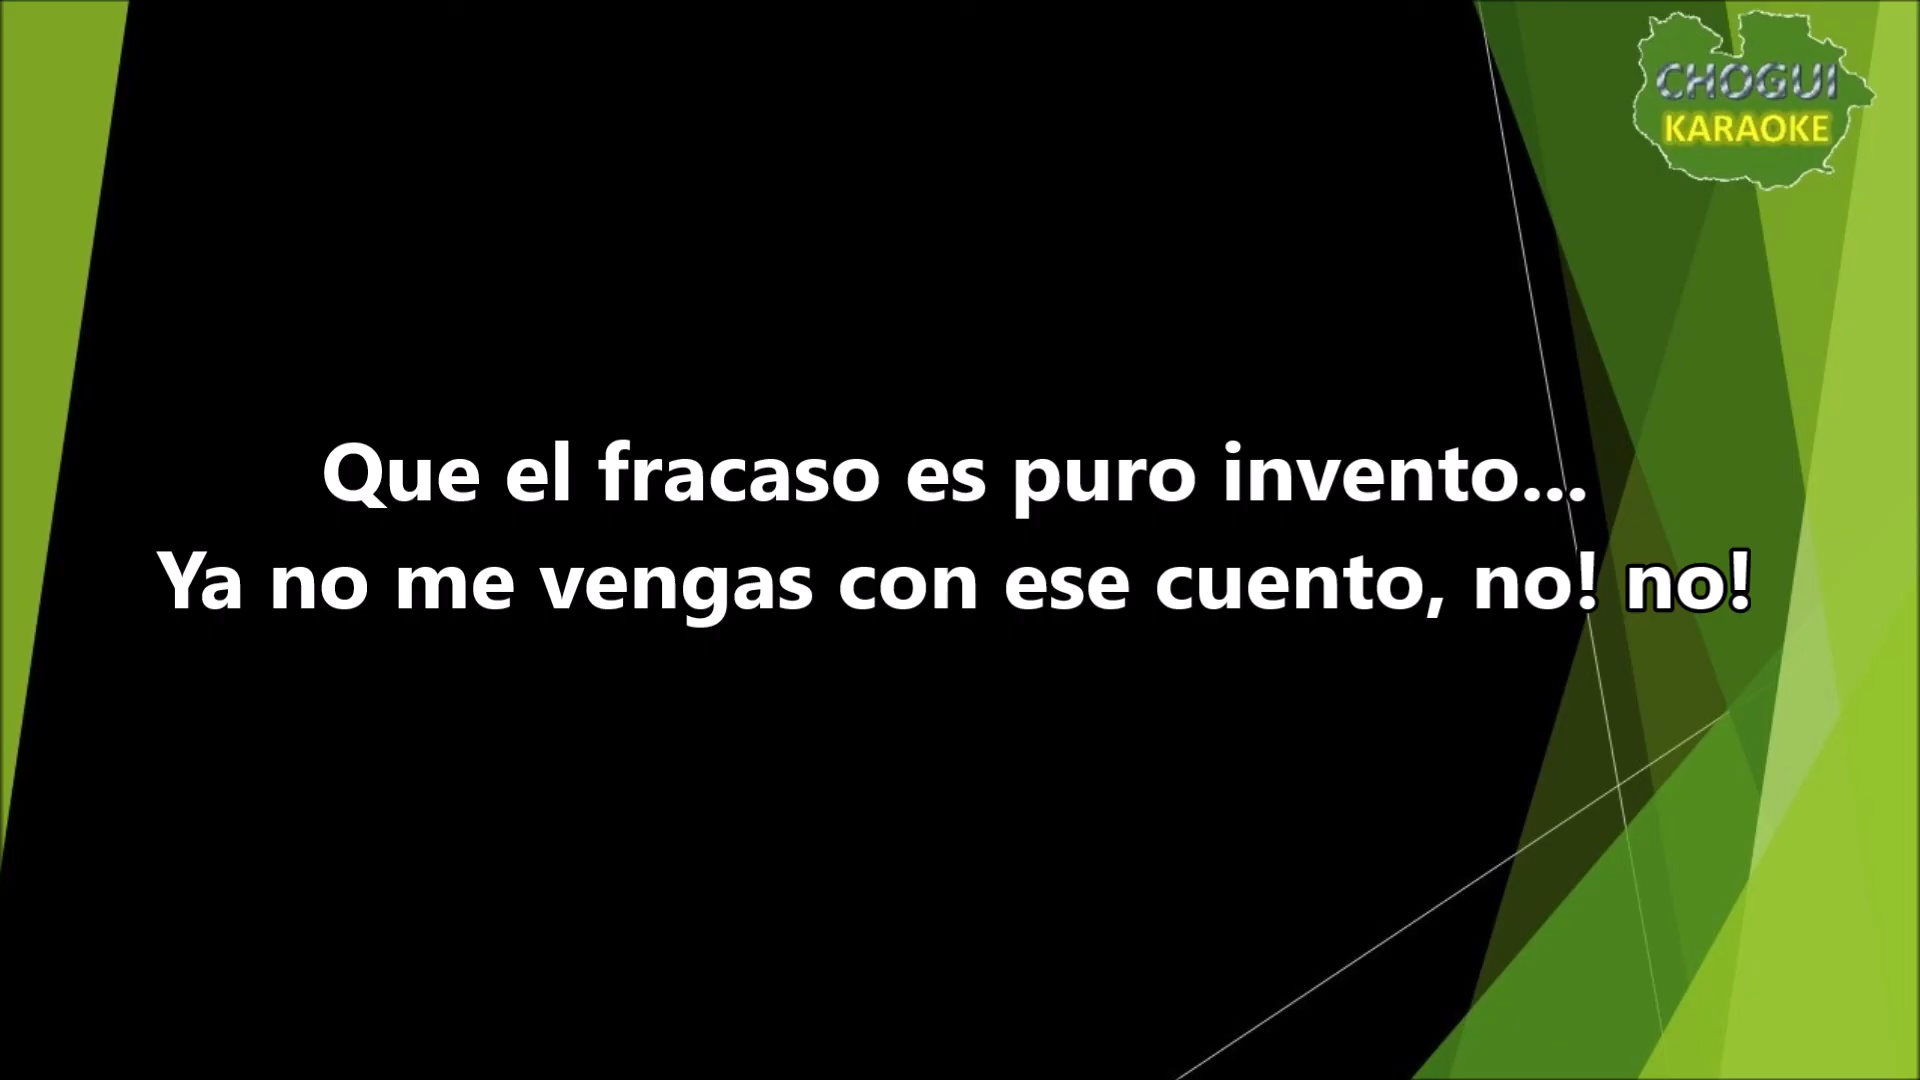 CHOGUI
KARAOKE
Que el fracaso es puro invento...
Ya no me vengas con ese cuento, no! no!